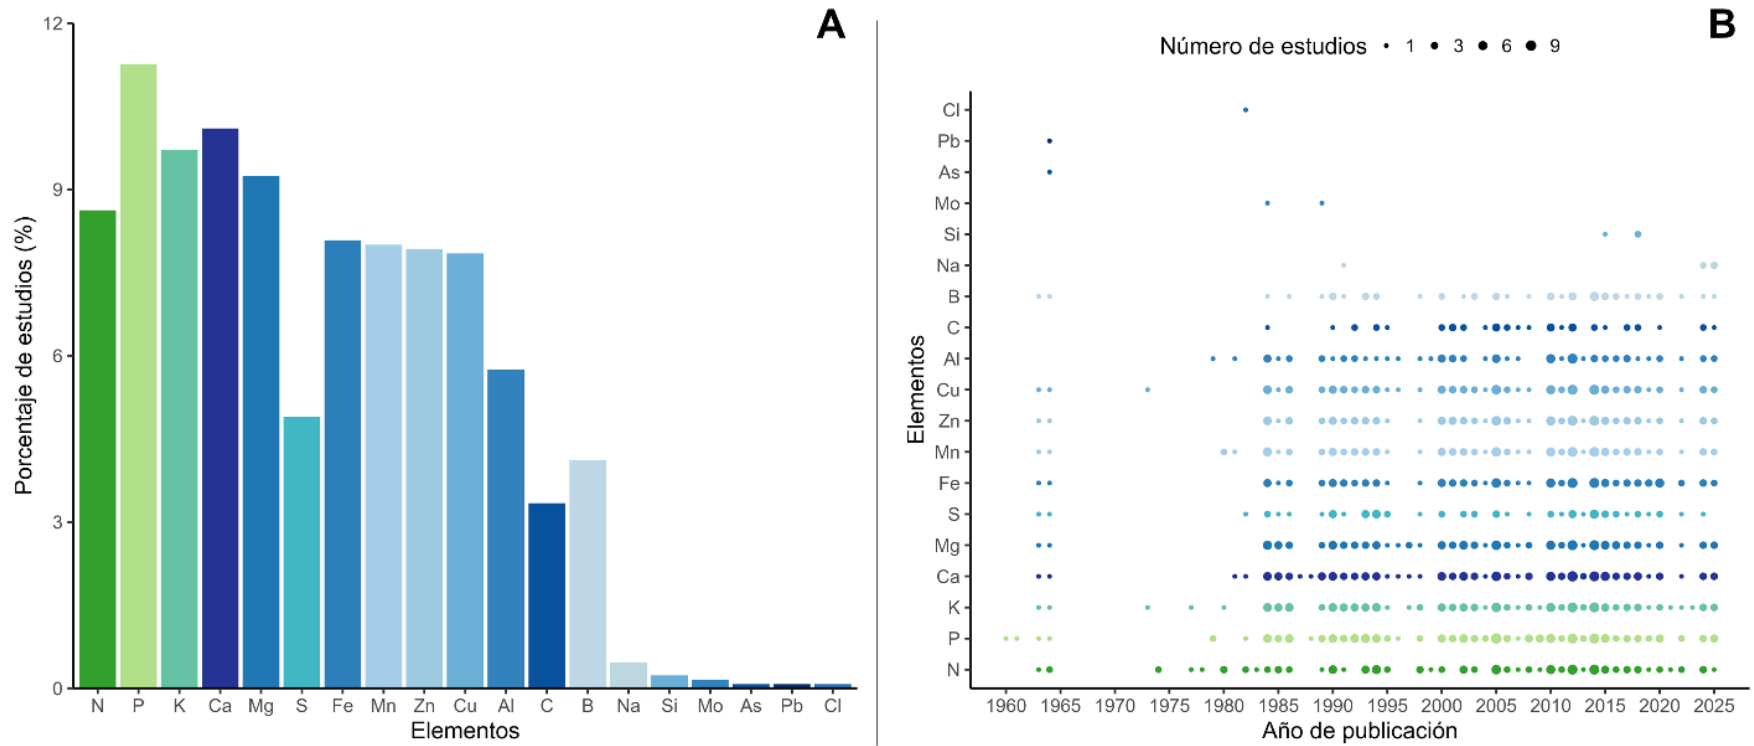 A
12
9
6
3
0
Porcentaje de estudios (%)
N P K Ca Mg S Fe Mn Zn Cu Al C B Na Si Mo As Pb Cl
Elementos
B
Número de estudios 1 3 6 9
Cl
Pb
As
Mo
Si
Na
B
C
Al
Cu
Zn
Mn
Fe
S
Mg
Ca
K
P
N
Elementos
1960 1965 1970 1975 1980 1985 1990 1995 2000 2005 2010 2015 2020 2025
Año de publicación